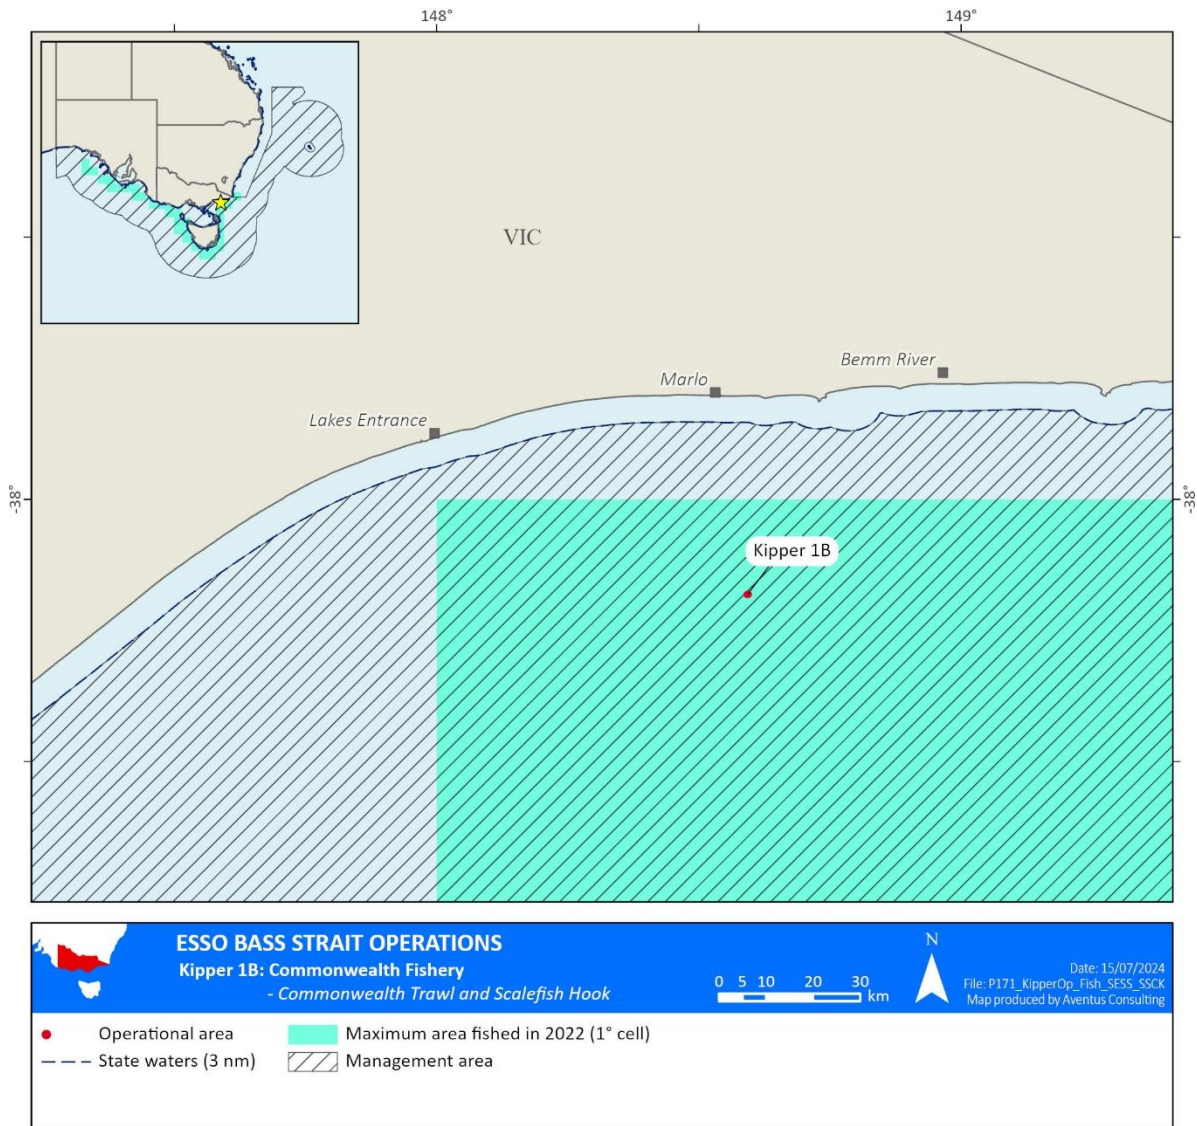 148° 149°
VIC
Bemm River
Marlo
Lakes Entrance
-38° -38°
Kipper 1B
ESSO BASS STRAIT OPERATIONS
Kipper 1B: Commonwealth Fishery
- Commonwealth Trawl and Scalefish Hook
0 5 10 20 30
km
N
Date: 15/07/2024
File: P171_KipperOp_Fish_SESS_SSCK
Map produced by Aventus Consulting
Operational area
State waters (3 nm)
Maximum area fished in 2022 (1° cell)
Management area